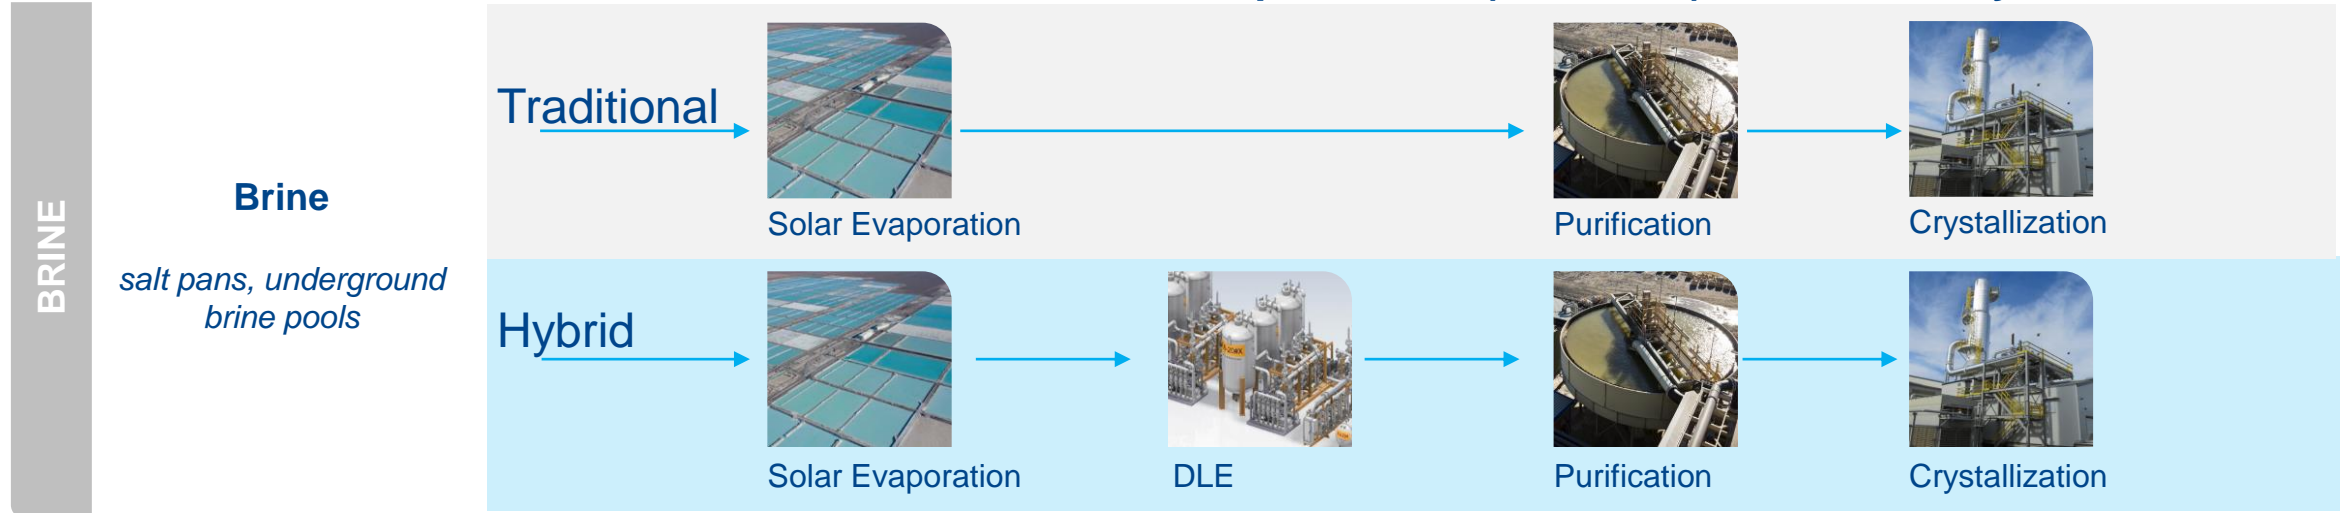 BRINE
Brine
salt pans, underground
brine pools
Traditional
Solar Evaporation
Purification
Crystallization
Hybrid
Solar Evaporation
DLE
Purification
Crystallization